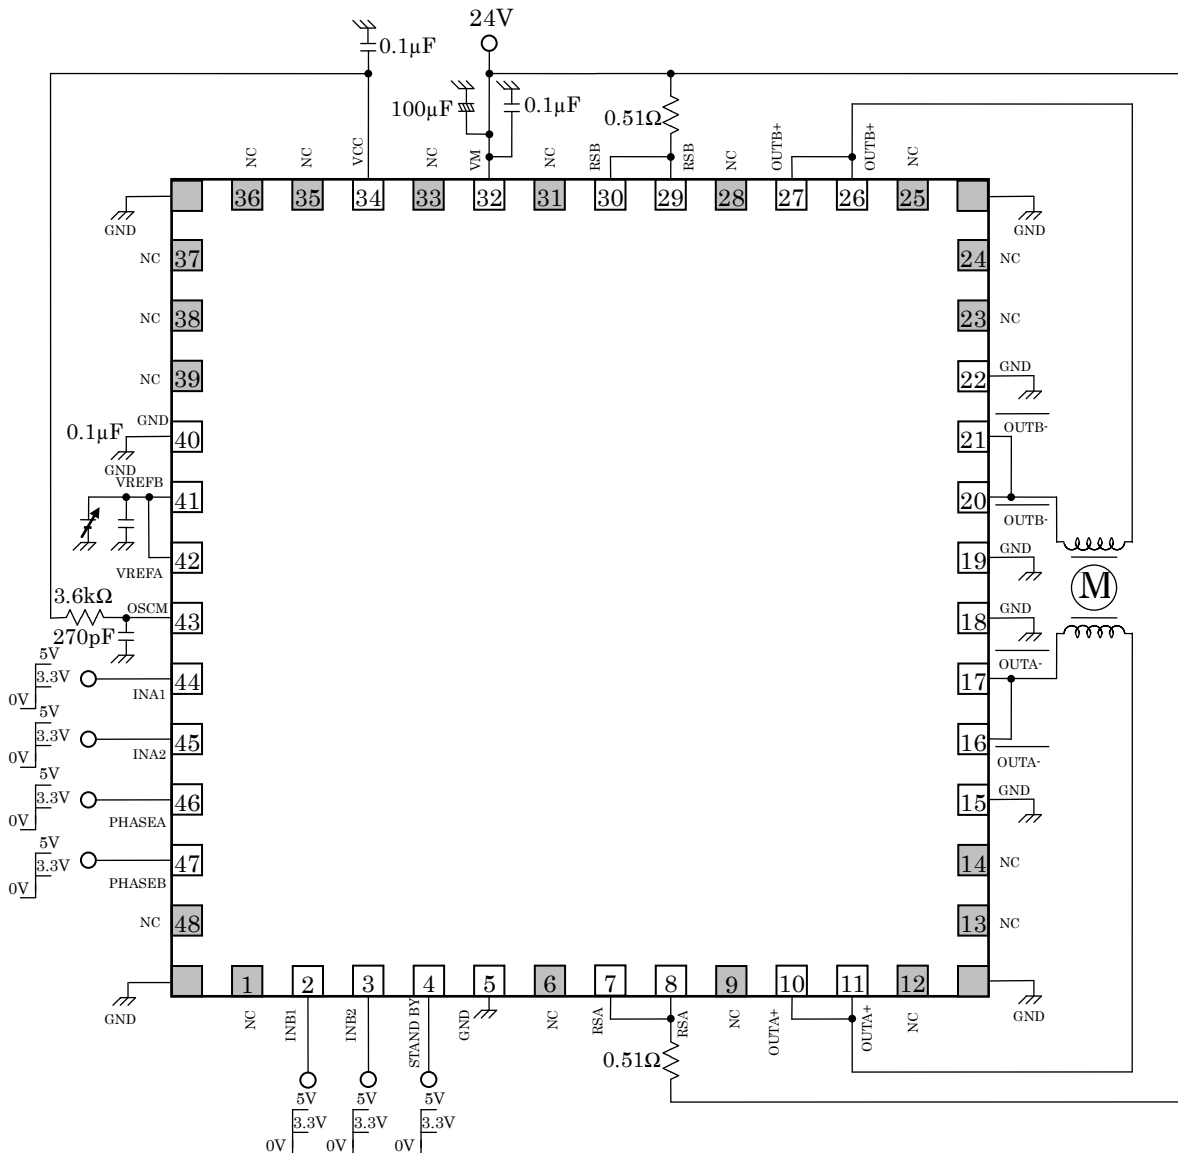 24V
0.1µF
100µF
0.1µF
0.51Ω
NC
NC
VCC
NC
VM
NC
RSB
RSB
NC
OUTB+
OUTB+
NC
36
35
34
33
32
31
30
29
28
27
26
25
GND
GND
NC
37
24
NC
NC
38
23
NC
NC
39
22
GND
GND
0.1µF
40
21
OUTB-
GND
VREFB
41
20
OUTB-
42
19
GND
VREFA
M
3.6kΩ
OSCM
43
18
GND
270pF
5V
3.3V
0V
INA1
44
17
OUTA-
5V
3.3V
0V
INA2
45
16
OUTA-
5V
3.3V
0V
PHASEA
46
15
GND
5V
3.3V
0V
PHASEB
47
14
NC
NC
48
13
NC
1
2
3
4
5
6
7
8
9
10
11
12
GND
GND
NC
INB1
INB2
STAND BY
GND
NC
RSA
RSA
NC
OUTA+
OUTA+
NC
0.51Ω
5V
3.3V
0V
5V
3.3V
0V
5V
3.3V
0V